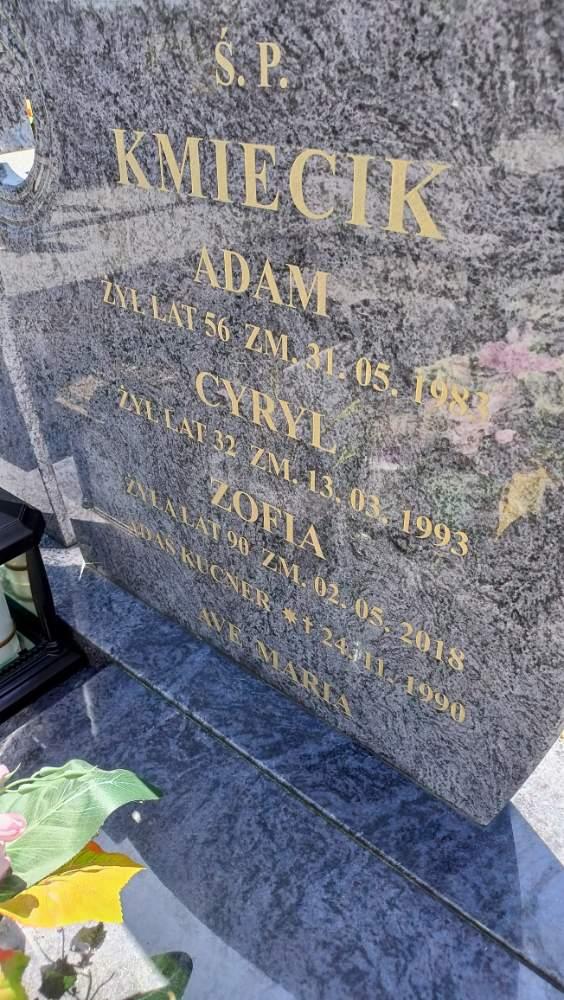 Ś. P.
KMIECIK
ADAM
ŻYŁ LAT 56 ZM. 31. 05. 1983
CYRYL
ŻYŁ LAT 32 ZM. 13. 03. 1993
ZOFIA
ŻYŁA LAT 90 ZM. 02. 05. 2018
ADAŚ KUCNER *† 24. 11. 1990
AVE MARIA